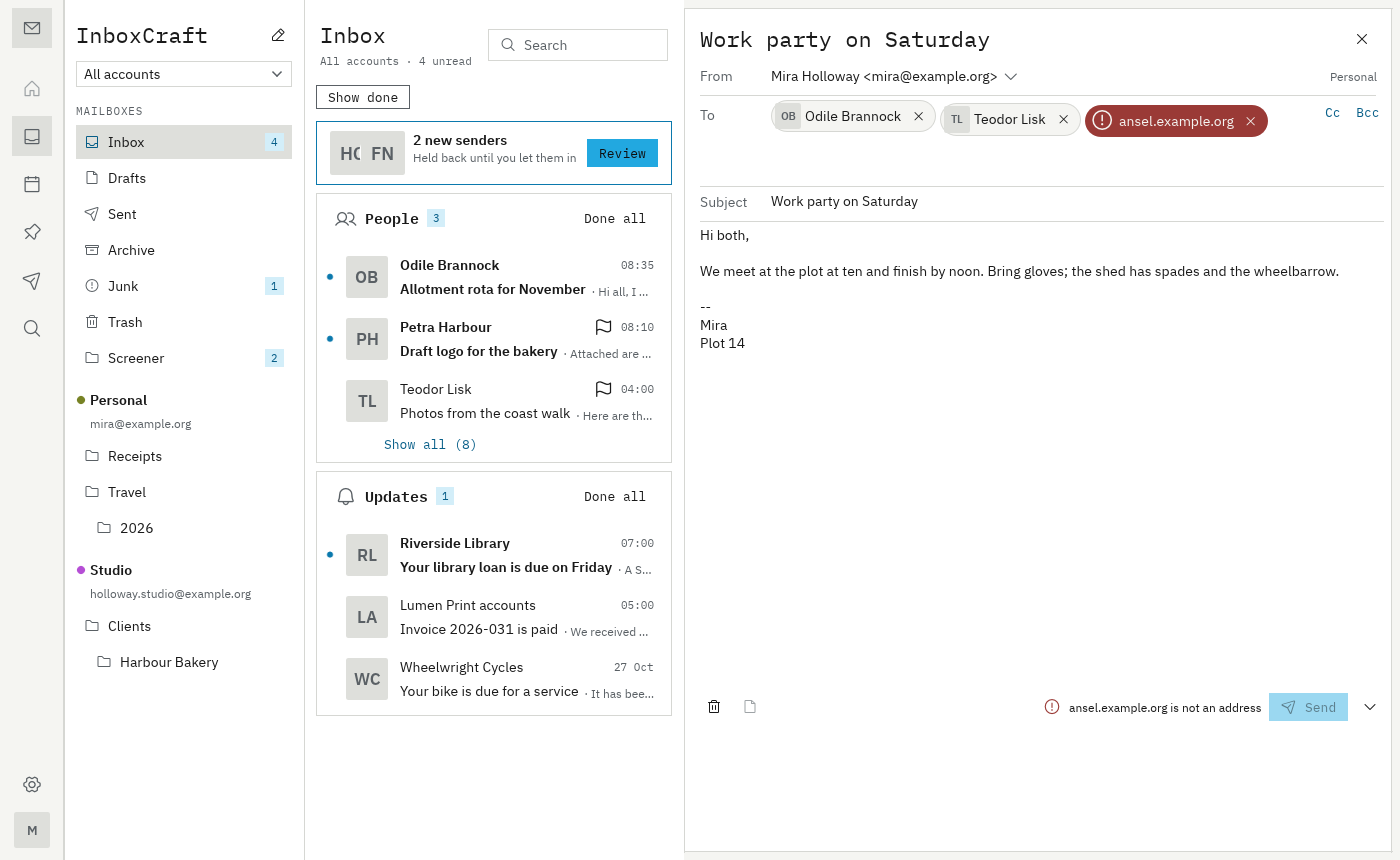 InboxCraft
All accounts
MAILBOXES
Inbox 4
Drafts
Sent
Archive
Junk 1
Trash
Screener 2
Personal
mira@example.org
Receipts
Travel
2026
Studio
holloway.studio@example.org
Clients
Harbour Bakery
M
Inbox
All accounts · 4 unread
Search
Show done
FN
2 new senders
Held back until you let them in
Review
People 3
Done all
OB
Odile Brannock 08:35
Allotment rota for November · Hi all, I ...
PH
Petra Harbour 08:10
Draft logo for the bakery · Attached are ...
TL
Teodor Lisk 04:00
Photos from the coast walk · Here are th...
Show all (8)
Updates 1
Done all
RL
Riverside Library 07:00
Your library loan is due on Friday · A S...
LA
Lumen Print accounts 05:00
Invoice 2026-031 is paid · We received ...
WC
Wheelwright Cycles 27 Oct
Your bike is due for a service · It has bee...
Work party on Saturday
From Mira Holloway <mira@example.org> Personal
To OB Odile Brannock TL Teodor Lisk ansel.example.org Cc Bcc
Subject Work party on Saturday
Hi both,
We meet at the plot at ten and finish by noon. Bring gloves; the shed has spades and the wheelbarrow.
--
Mira
Plot 14
ansel.example.org is not an address
Send